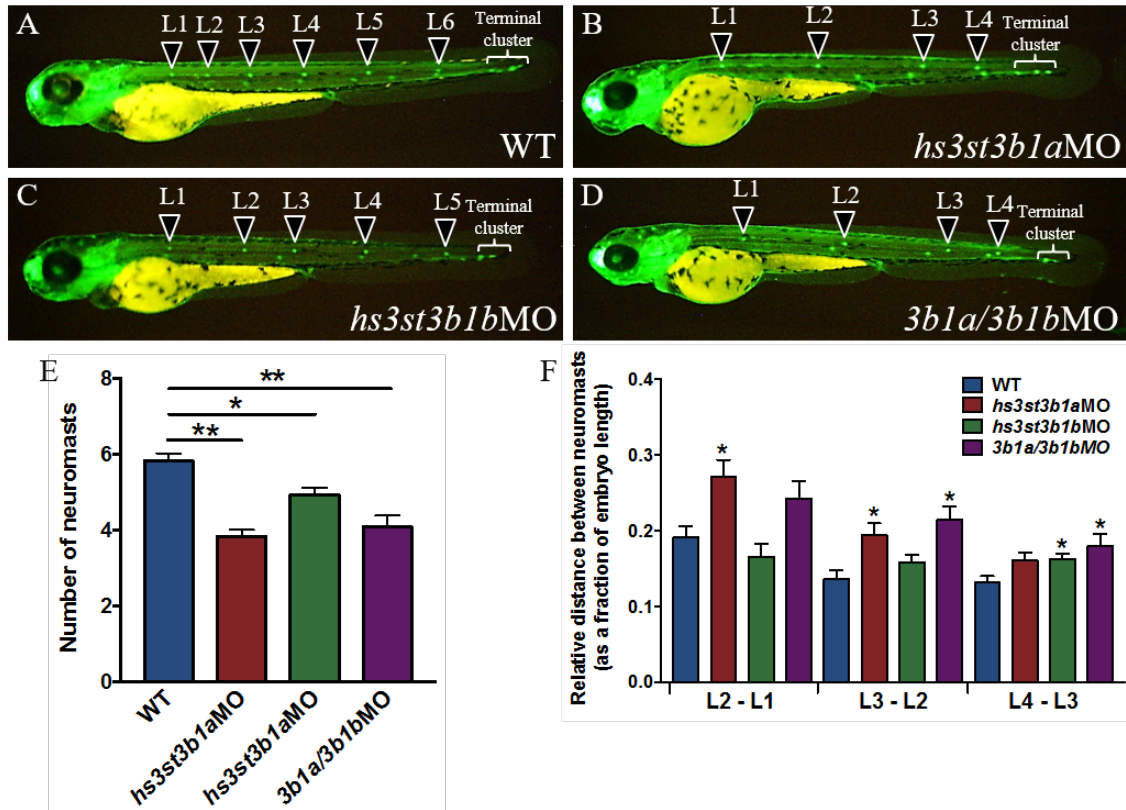 A
L1 L2 L3 L4 L5 L6 Terminal cluster
WT
B
L1 L2 L3 L4 Terminal cluster
hs3st3b1aMO
C
L1 L2 L3 L4 L5 Terminal cluster
hs3st3b1bMO
D
L1 L2 L3 L4 Terminal cluster
3b1a/3b1bMO
E
Number of neuromasts
8
6
4
2
0
**
*
**
WT
hs3st3b1aMO
hs3st3b1aMO
3b1a/3b1bMO
F
Relative distance between neuromasts
(as a fraction of embryo length)
0.4
0.3
0.2
0.1
0.0
WT
hs3st3b1aMO
hs3st3b1bMO
3b1a/3b1bMO
*
* *
* *
L2 - L1
L3 - L2
L4 - L3